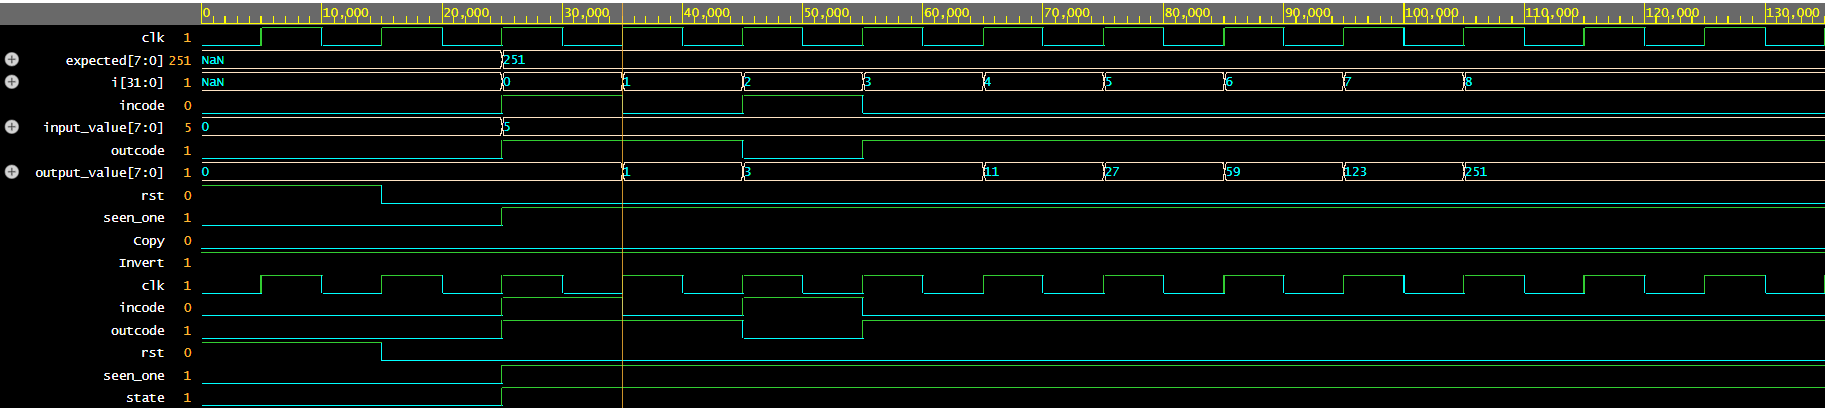 0 10,000 20,000 30,000 40,000 50,000 60,000 70,000 80,000 90,000 100,000 110,000 120,000 130,000
clk 1
expected[7:0] 251 NaN 251
i[31:0] 1 NaN 0 1 2 3 4 5 6 7 8
incode 0
input_value[7:0] 5 0 5
outcode 1
output_value[7:0] 1 0 1 3 11 27 59 123 251
rst 0
seen_one 1
Copy 0
Invert 1
clk 1
incode 0
outcode 1
rst 0
seen_one 1
state 1